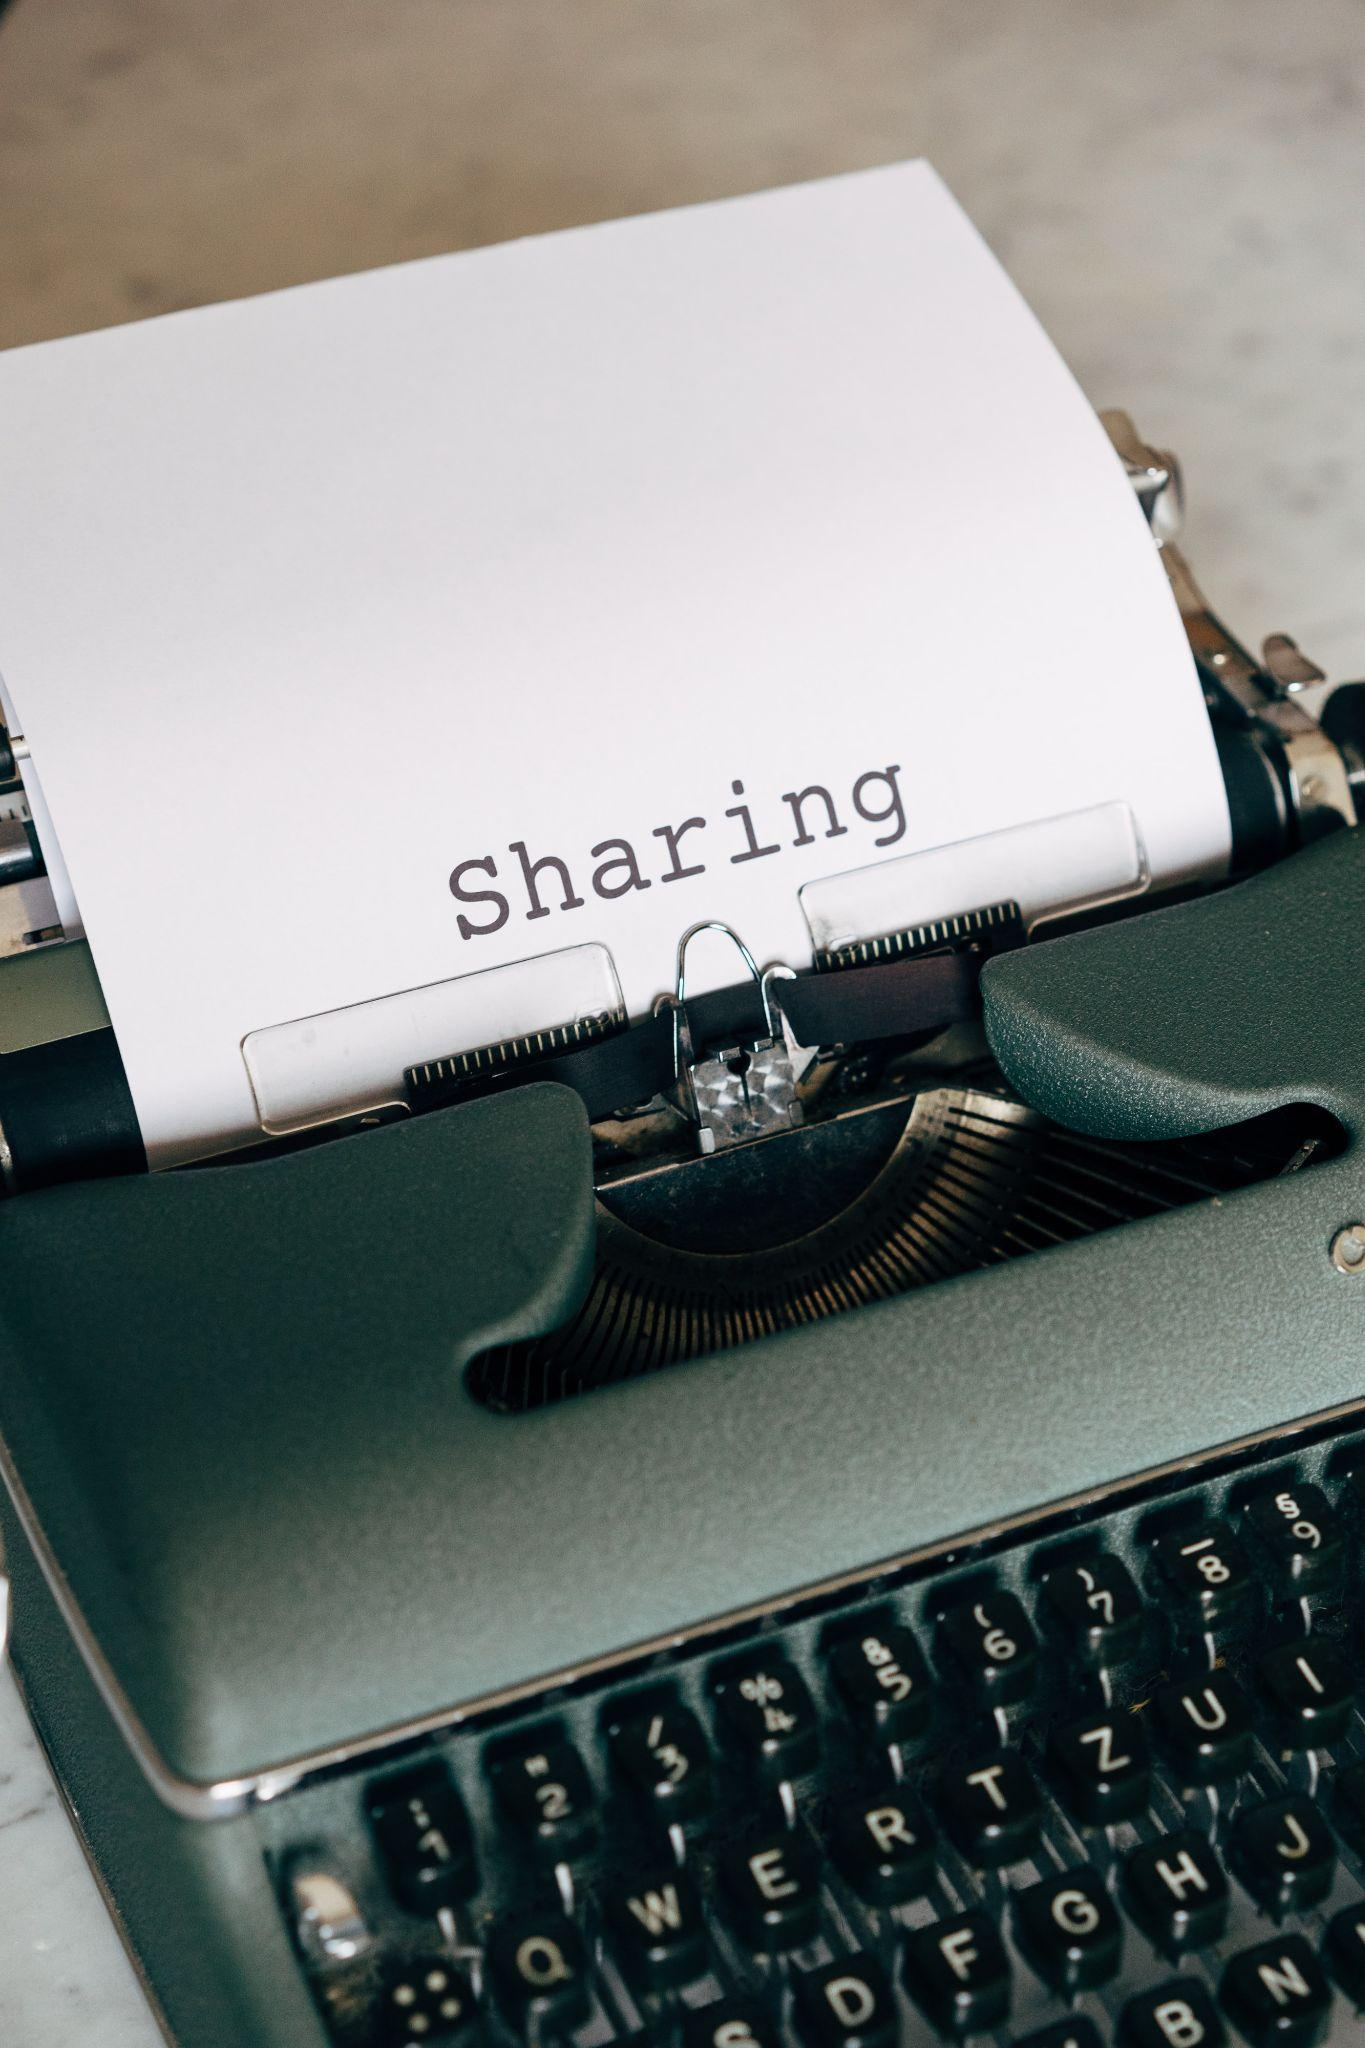 Sharing
" 2 / 3 % 4 & 5 ( 6 ) 7 | 8 § 9
Q W E R T Z U I
S D F G H J
B N